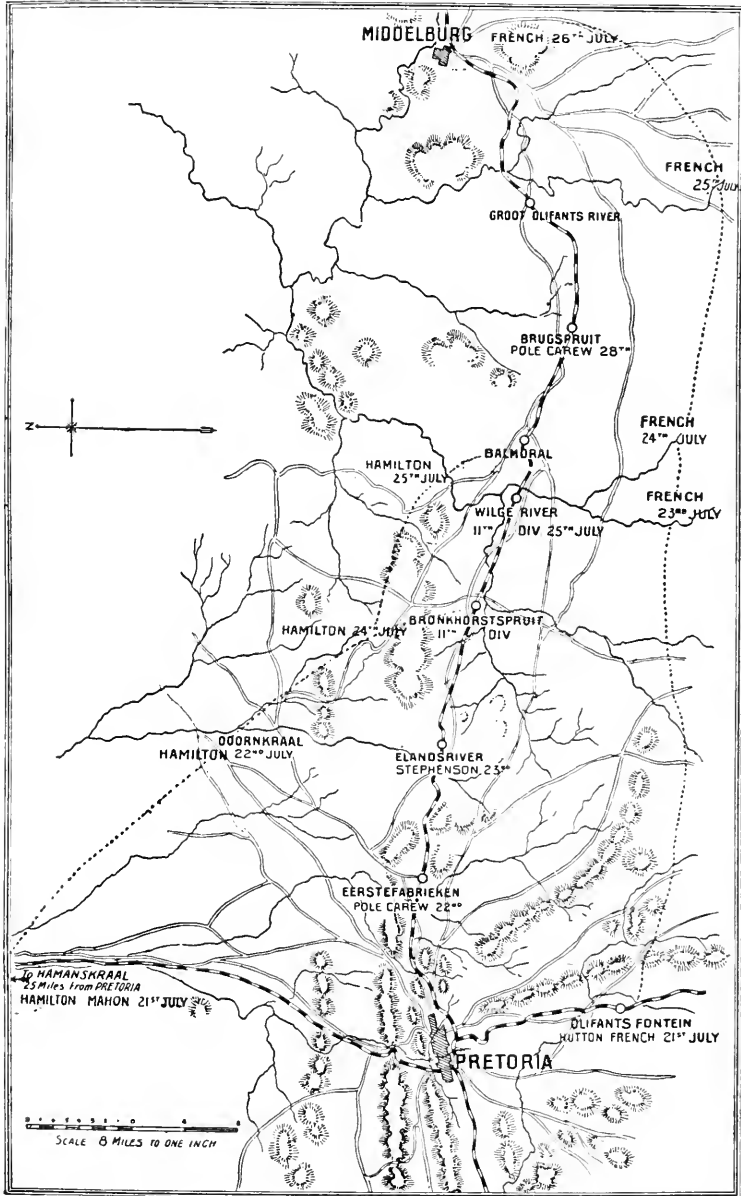 MIDDELBURG
FRENCH 26TH JULY
FRENCH
25TH JULY
GROOT OLIFANTS RIVER
BRUGSPRUIT
POLE CAREW 28TH
N
FRENCH
24TH JULY
BALMORAL
HAMILTON
25TH JULY
FRENCH
23RD JULY
WILGE RIVER
11TH DIV 25TH JULY
BRONKHORSTSPRUIT
11TH DIV
HAMILTON 24TH JULY
DOORNKRAAL
HAMILTON 22ND JULY
ELANDSRIVER
STEPHENSON 23RD
EERSTEFABRIEKEN
POLE CAREW 22ND
To HAMANSKRAAL
25 Miles from PRETORIA
HAMILTON MAHON 21ST JULY
OLIFANTS FONTEIN
HUTTON FRENCH 21ST JULY
PRETORIA
SCALE 8 MILES TO ONE INCH